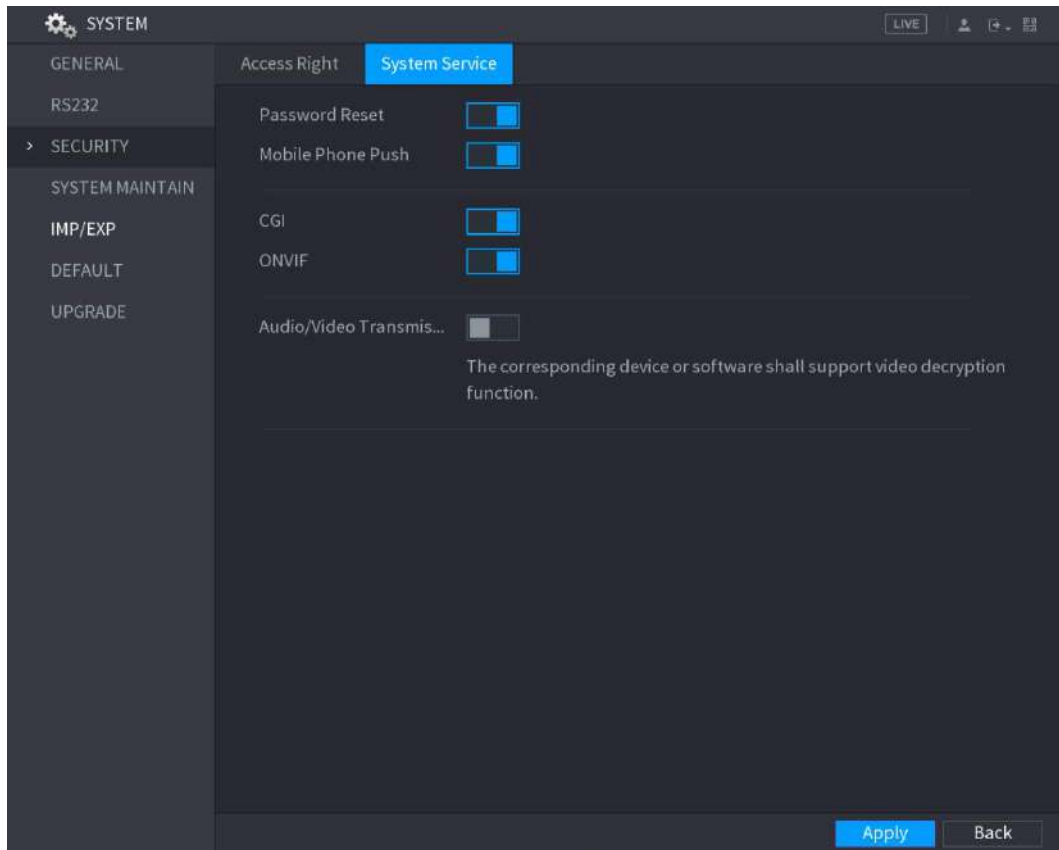 SYSTEM
LIVE
GENERAL
RS232
SECURITY
SYSTEM MAINTAIN
IMP/EXP
DEFAULT
UPGRADE
Access Right
System Service
Password Reset
Mobile Phone Push
CGI
ONVIF
Audio/Video Transmis...
The corresponding device or software shall support video decryption
function.
Apply
Back